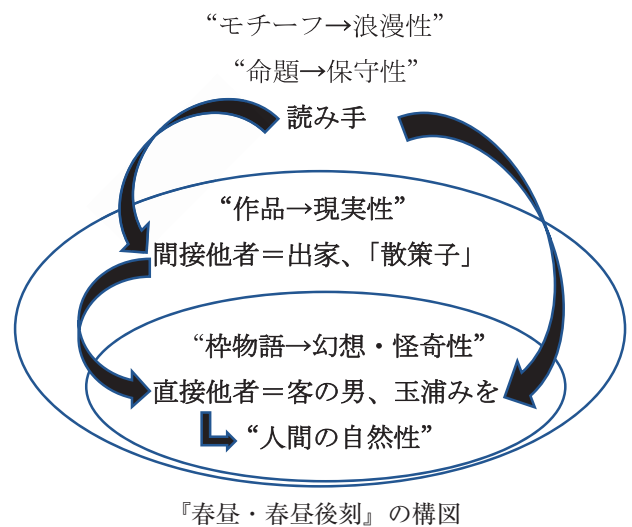 “モチーフ→浪漫性”
“命題→保守性”
読み手
“作品→現実性”
間接他者＝出家、「散策子」
“枠物語→幻想・怪奇性”
直接他者＝客の男、玉浦みを
“人間の自然性”
『春昼・春昼後刻』の構図